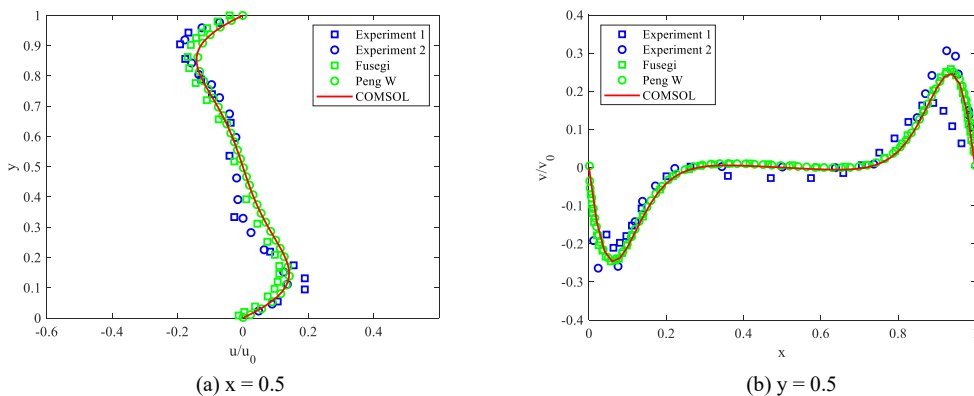 1
0.9
0.8
0.7
0.6
0.5
0.4
0.3
0.2
0.1
0
y
-0.6
-0.4
-0.2
0
0.2
0.4
u/u0
Experiment 1
Experiment 2
Fusegi
Peng W
COMSOL
(a) x = 0.5
0.4
0.3
0.2
0.1
0
-0.1
-0.2
-0.3
-0.4
v/v0
0
0.2
0.4
0.6
0.8
x
Experiment 1
Experiment 2
Fusegi
Peng W
COMSOL
(b) y = 0.5